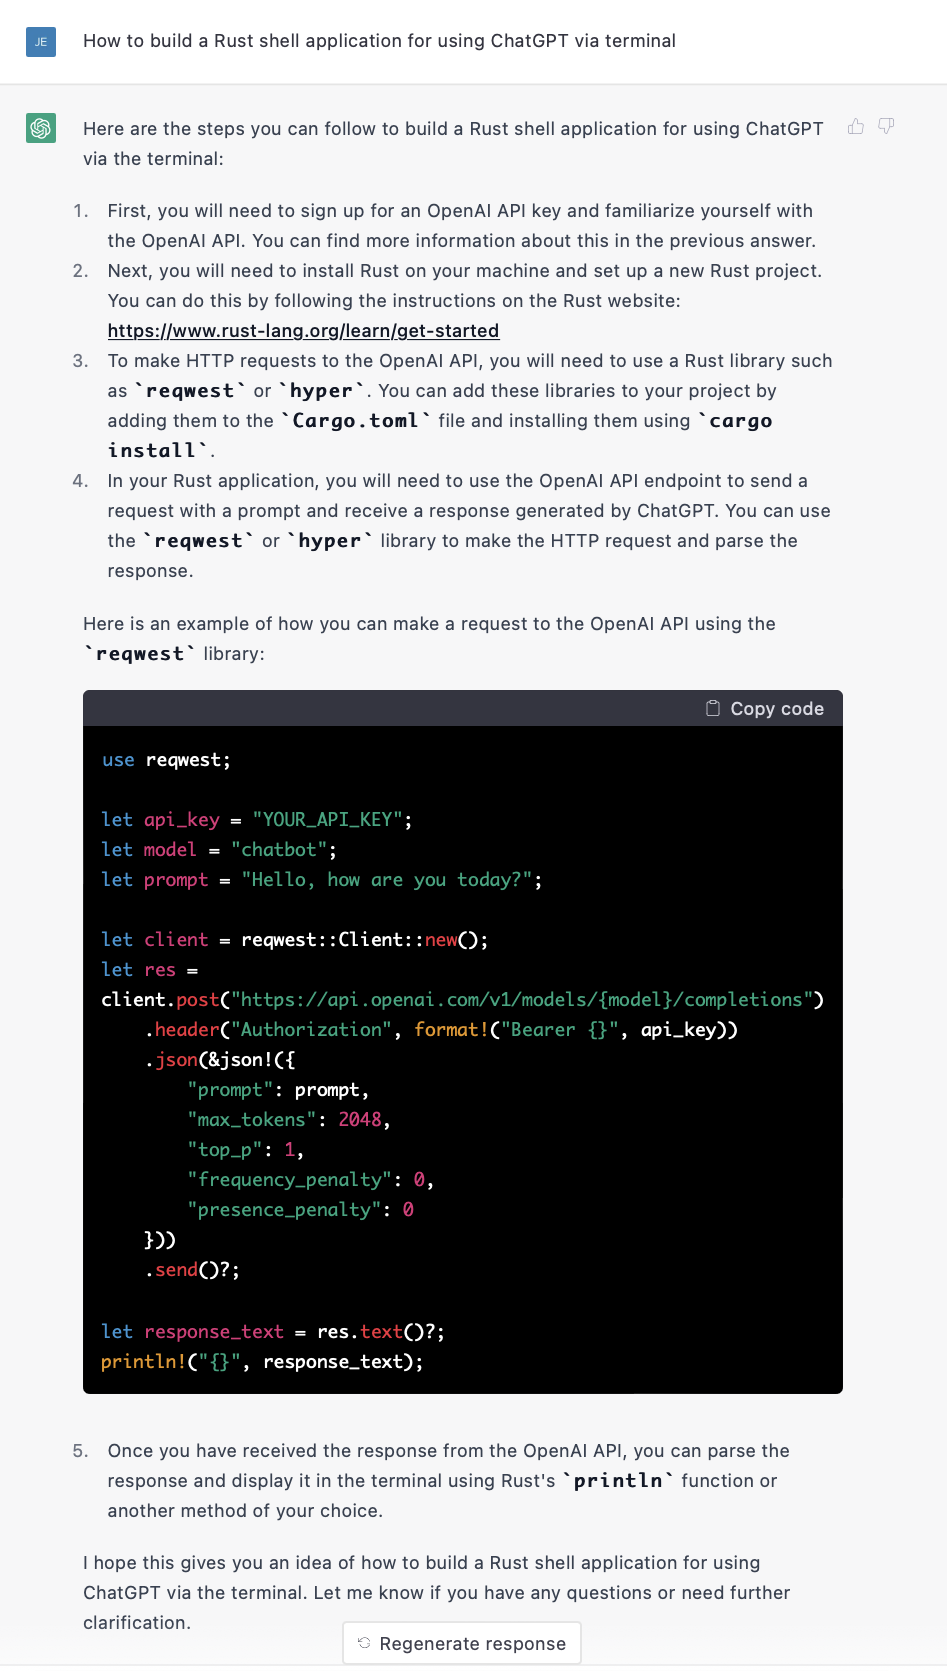 JE
How to build a Rust shell application for using ChatGPT via terminal
Here are the steps you can follow to build a Rust shell application for using ChatGPT
via the terminal:
1. First, you will need to sign up for an OpenAI API key and familiarize yourself with
the OpenAI API. You can find more information about this in the previous answer.
2. Next, you will need to install Rust on your machine and set up a new Rust project.
You can do this by following the instructions on the Rust website:
https://www.rust-lang.org/learn/get-started
3. To make HTTP requests to the OpenAI API, you will need to use a Rust library such
as `reqwest` or `hyper`. You can add these libraries to your project by
adding them to the `Cargo.toml` file and installing them using `cargo
install`.
4. In your Rust application, you will need to use the OpenAI API endpoint to send a
request with a prompt and receive a response generated by ChatGPT. You can use
the `reqwest` or `hyper` library to make the HTTP request and parse the
response.
Here is an example of how you can make a request to the OpenAI API using the
`reqwest` library:
Copy code
use reqwest;
let api_key = "YOUR_API_KEY";
let model = "chatbot";
let prompt = "Hello, how are you today?";
let client = reqwest::Client::new();
let res =
client.post("https://api.openai.com/v1/models/{model}/completions")
    .header("Authorization", format!("Bearer {}", api_key))
    .json(&json!({
        "prompt": prompt,
        "max_tokens": 2048,
        "top_p": 1,
        "frequency_penalty": 0,
        "presence_penalty": 0
    }))
    .send()?;
let response_text = res.text()?;
println!("{}", response_text);
5. Once you have received the response from the OpenAI API, you can parse the
response and display it in the terminal using Rust's `println` function or
another method of your choice.
I hope this gives you an idea of how to build a Rust shell application for using
ChatGPT via the terminal. Let me know if you have any questions or need further
clarification.
Regenerate response